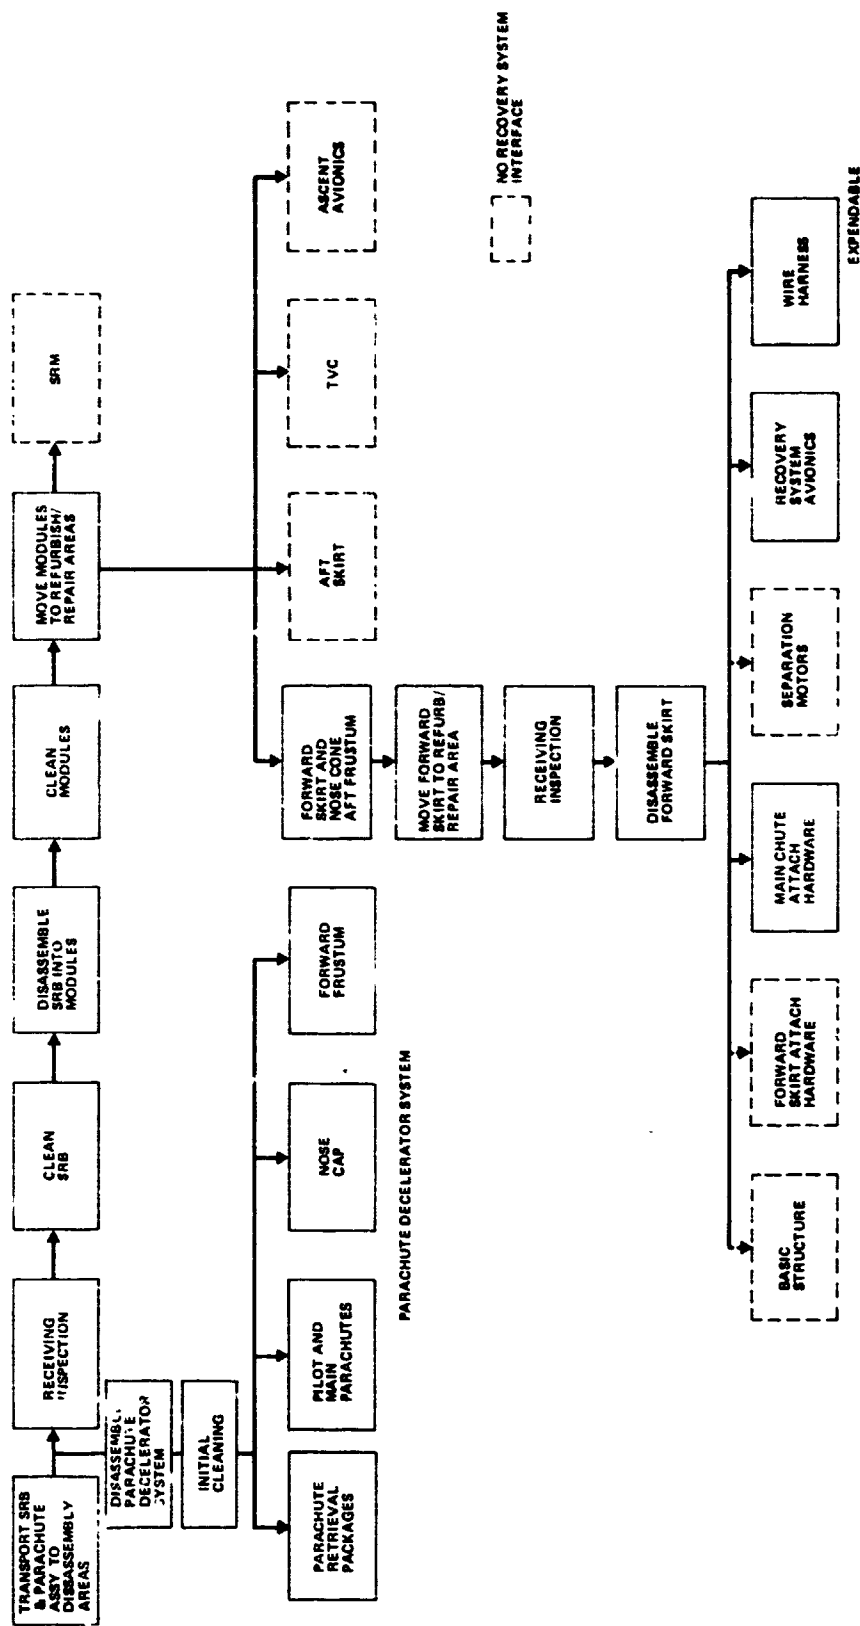 TRANSPORT SRB
& PARACHUTE
ASSY TO
DISSASSEMBLY
AREAS
RECEIVING
INSPECTION
CLEAN
SRB
DISASSEMBLE
SRB INTO
MODULES
CLEAN
MODULES
MOVE MODULES
TO REFURBISH/
REPAIR AREAS
SRM
DISASSEMBL
PARACHUTE
DECELERATOR
SYSTEM
INITIAL
CLEANING
PARACHUTE
RETRIEVAL
PACKAGES
PILOT AND
MAIN
PARACHUTES
NOSE
CAP
FORWARD
FRUSTUM
PARACHUTE DECELERATOR SYSTEM
FORWARD
SKIRT AND
NOSE CONE
AFT FRUSTUM
AFT
SKIRT
TVC
ASCENT
AVIONICS
MOVE FORWARD
SKIRT TO REFURB/
REPAIR AREA
RECEIVING
INSPECTION
DISASSEMBLE
FORWARD SKIRT
NO RECOVERY SYSTEM
INTERFACE
BASIC
STRUCTURE
FORWARD
SKIRT ATTACH
HARDWARE
MAIN CHUTE
ATTACH
HARDWARE
SEPARATION
MOTORS
RECOVERY
SYSTEM
AVIONICS
WIRE
HARNESS
EXPENDABLE